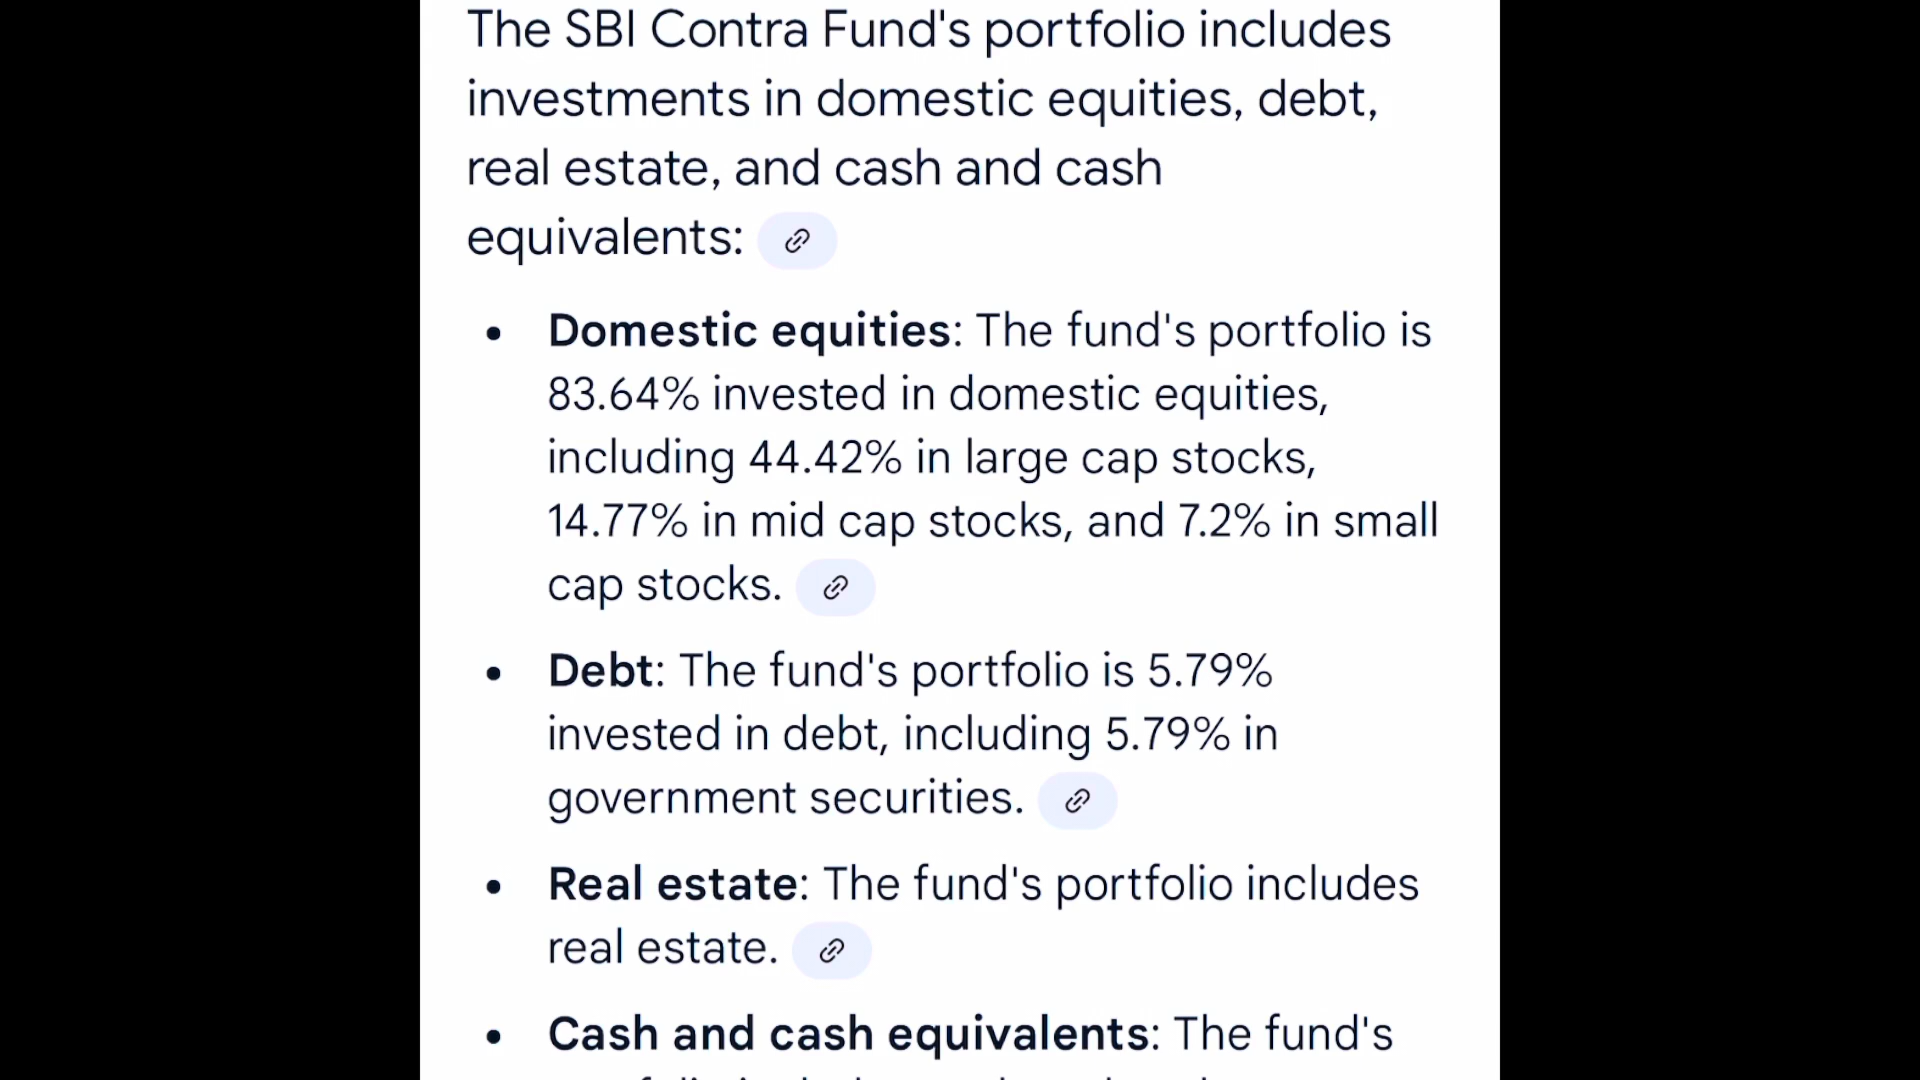 The SBI Contra Fund's portfolio includes
investments in domestic equities, debt,
real estate, and cash and cash
equivalents:
• Domestic equities: The fund's portfolio is
83.64% invested in domestic equities,
including 44.42% in large cap stocks,
14.77% in mid cap stocks, and 7.2% in small
cap stocks.
• Debt: The fund's portfolio is 5.79%
invested in debt, including 5.79% in
government securities.
• Real estate: The fund's portfolio includes
real estate.
• Cash and cash equivalents: The fund's